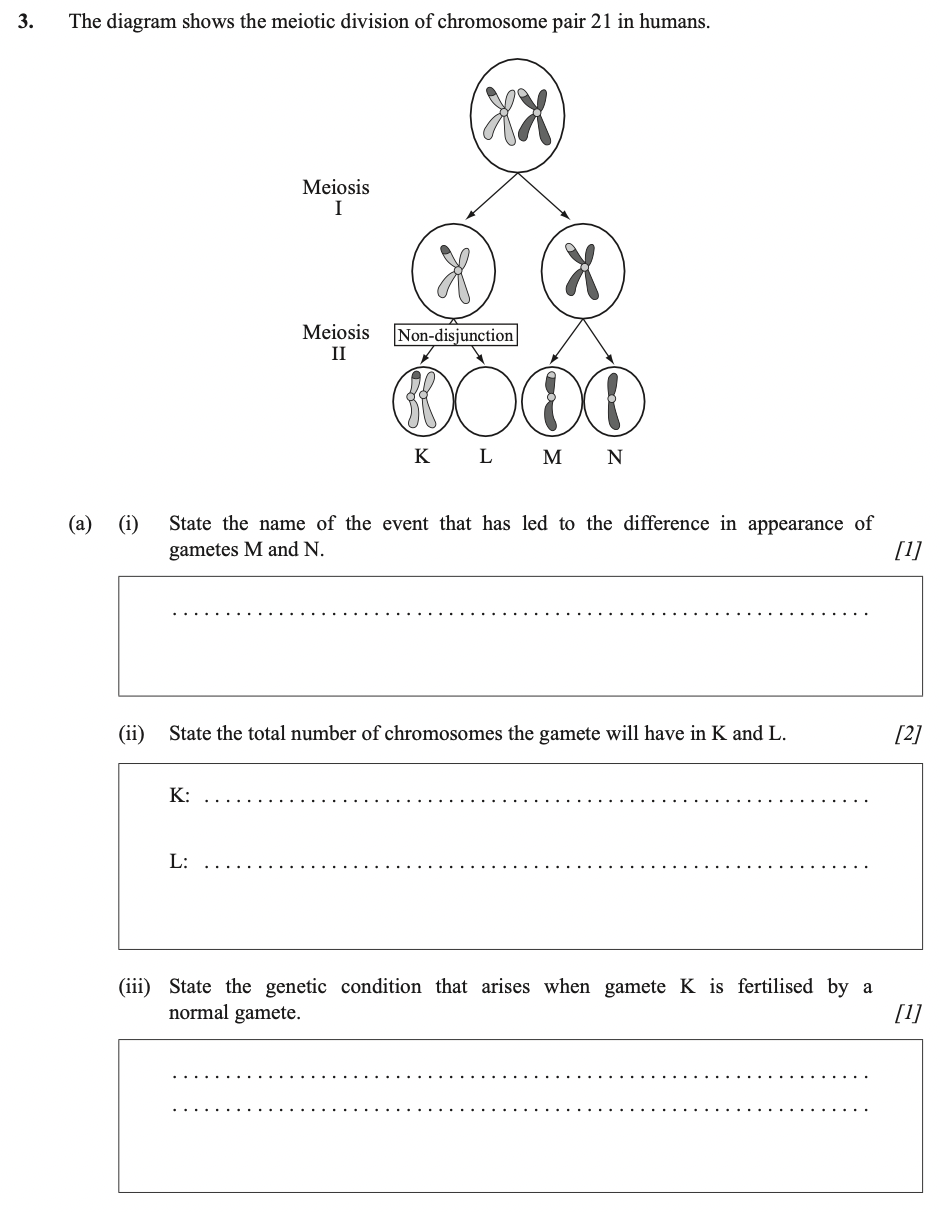 3. The diagram shows the meiotic division of chromosome pair 21 in humans.
Meiosis
I
Meiosis
II
Non-disjunction
K L M N
(a) (i) State the name of the event that has led to the difference in appearance of
gametes M and N. [1]
(ii) State the total number of chromosomes the gamete will have in K and L. [2]
K:
L:
(iii) State the genetic condition that arises when gamete K is fertilised by a
normal gamete. [1]